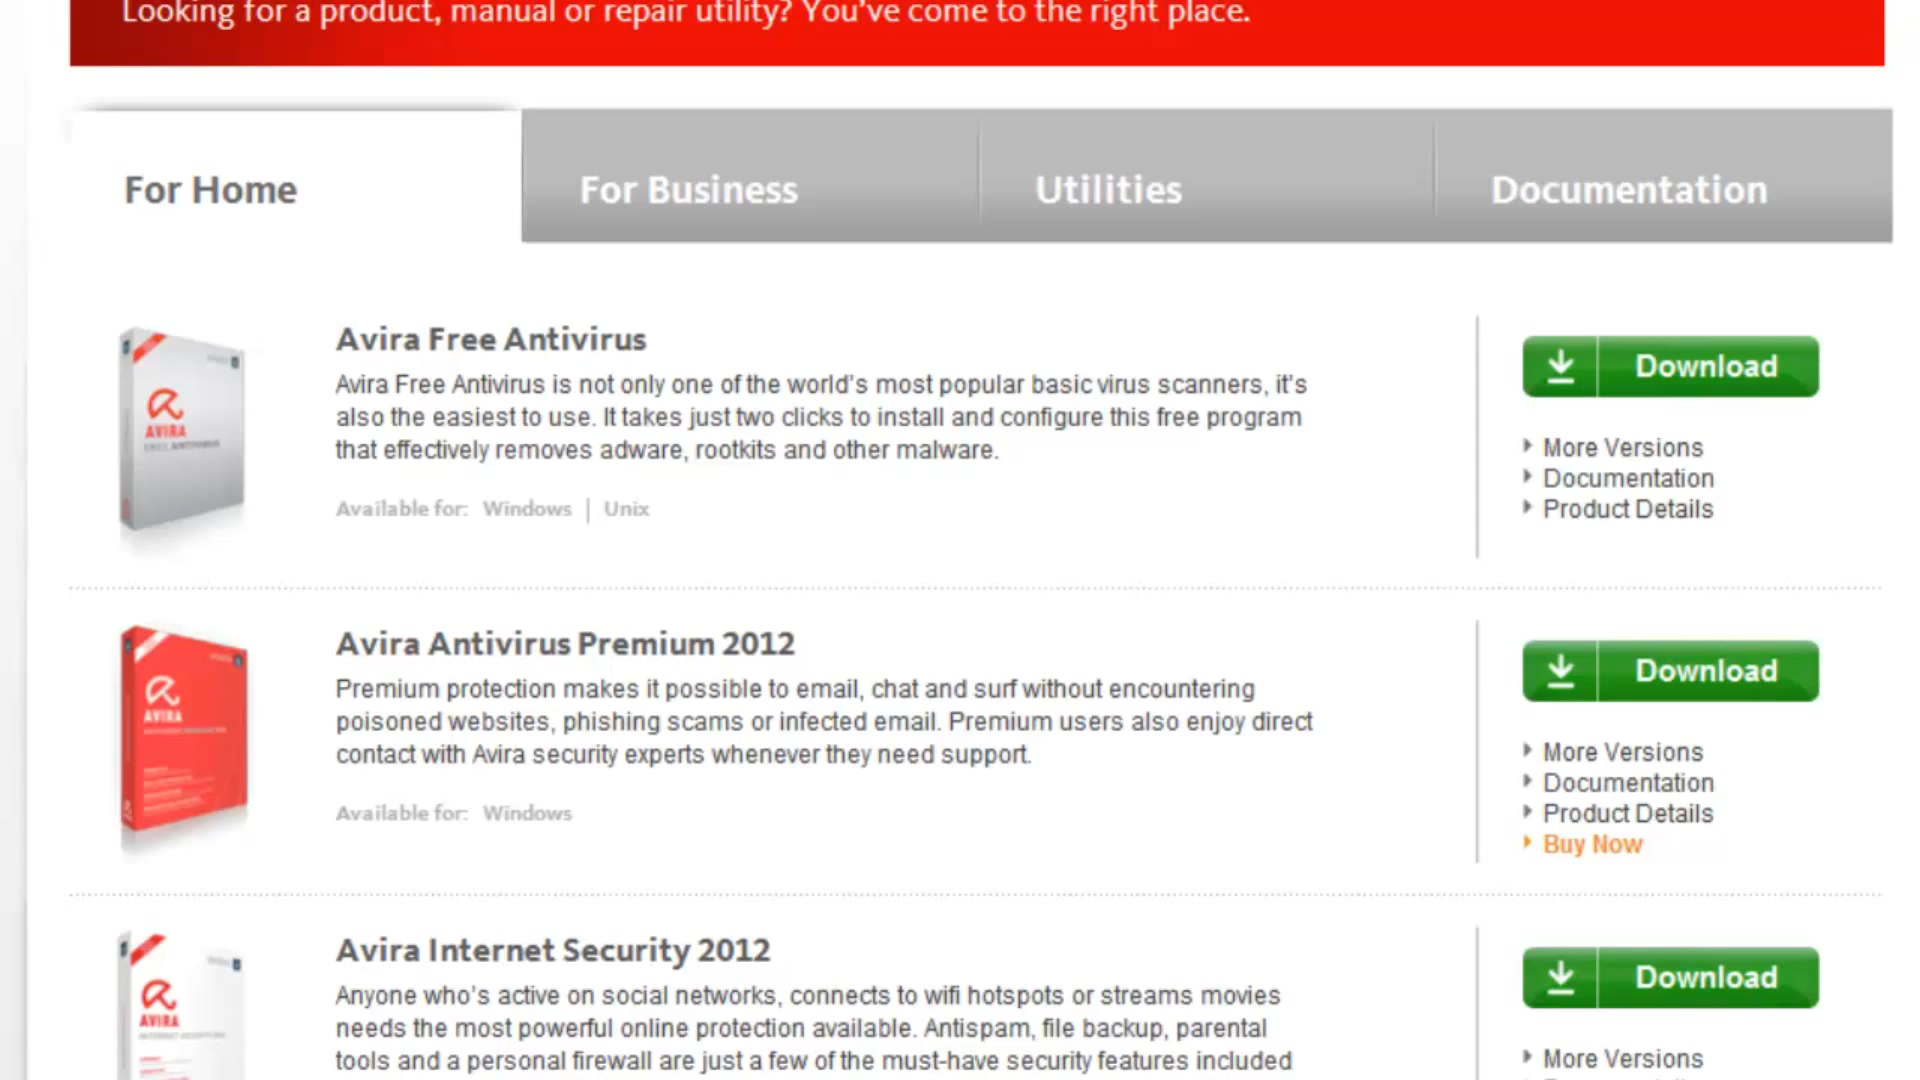 Looking for a product, manual or repair utility? You've come to the right place.
For Home
For Business
Utilities
Documentation
Avira Free Antivirus
Avira Free Antivirus is not only one of the world's most popular basic virus scanners, it's
also the easiest to use. It takes just two clicks to install and configure this free program
that effectively removes adware, rootkits and other malware.
Available for: Windows | Unix
Download
More Versions
Documentation
Product Details
AVIRA
FREE ANTIVIRUS
Avira Antivirus Premium 2012
Premium protection makes it possible to email, chat and surf without encountering
poisoned websites, phishing scams or infected email. Premium users also enjoy direct
contact with Avira security experts whenever they need support.
Available for: Windows
Download
More Versions
Documentation
Product Details
Buy Now
AVIRA
Avira Internet Security 2012
Anyone who's active on social networks, connects to wifi hotspots or streams movies
needs the most powerful online protection available. Antispam, file backup, parental
tools and a personal firewall are just a few of the must-have security features included
Download
More Versions
AVIRA